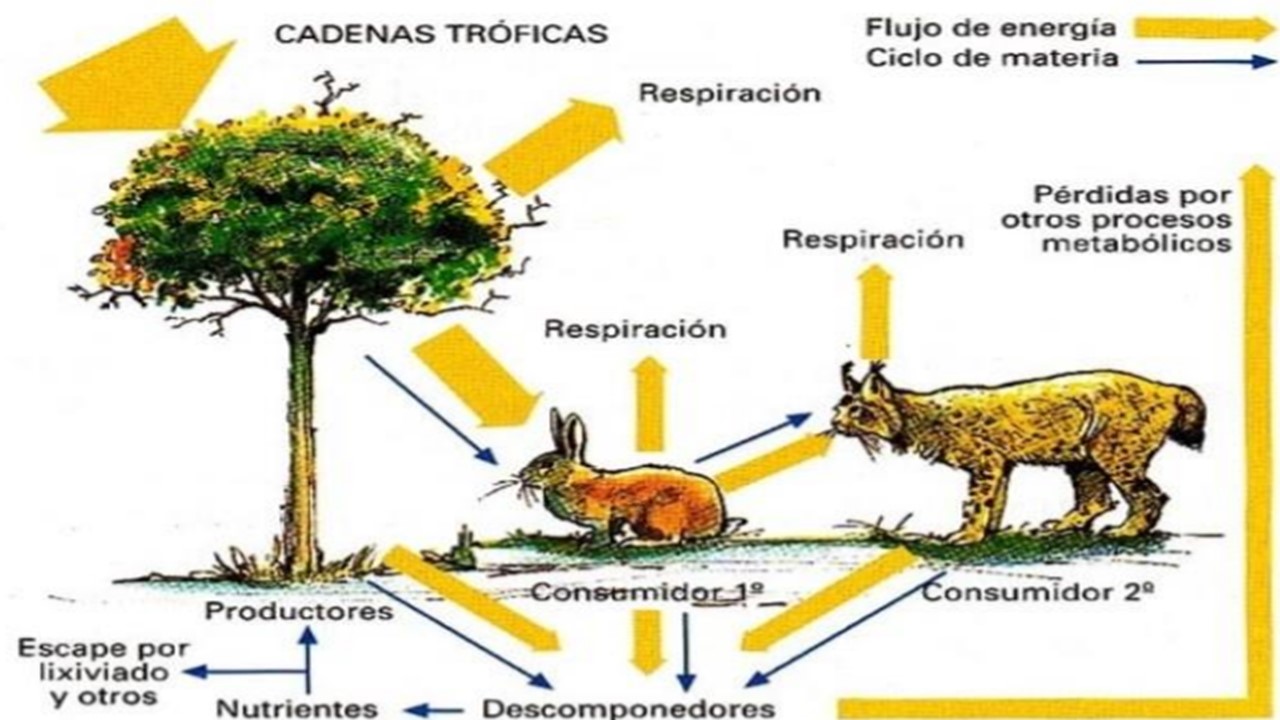 CADENAS TRÓFICAS
Flujo de energía
Ciclo de materia
Respiración
Pérdidas por
otros procesos
metabólicos
Respiración
Respiración
Consumidor 1º
Consumidor 2º
Productores
Escape por
lixiviado
y otros
Nutrientes
Descomponedores